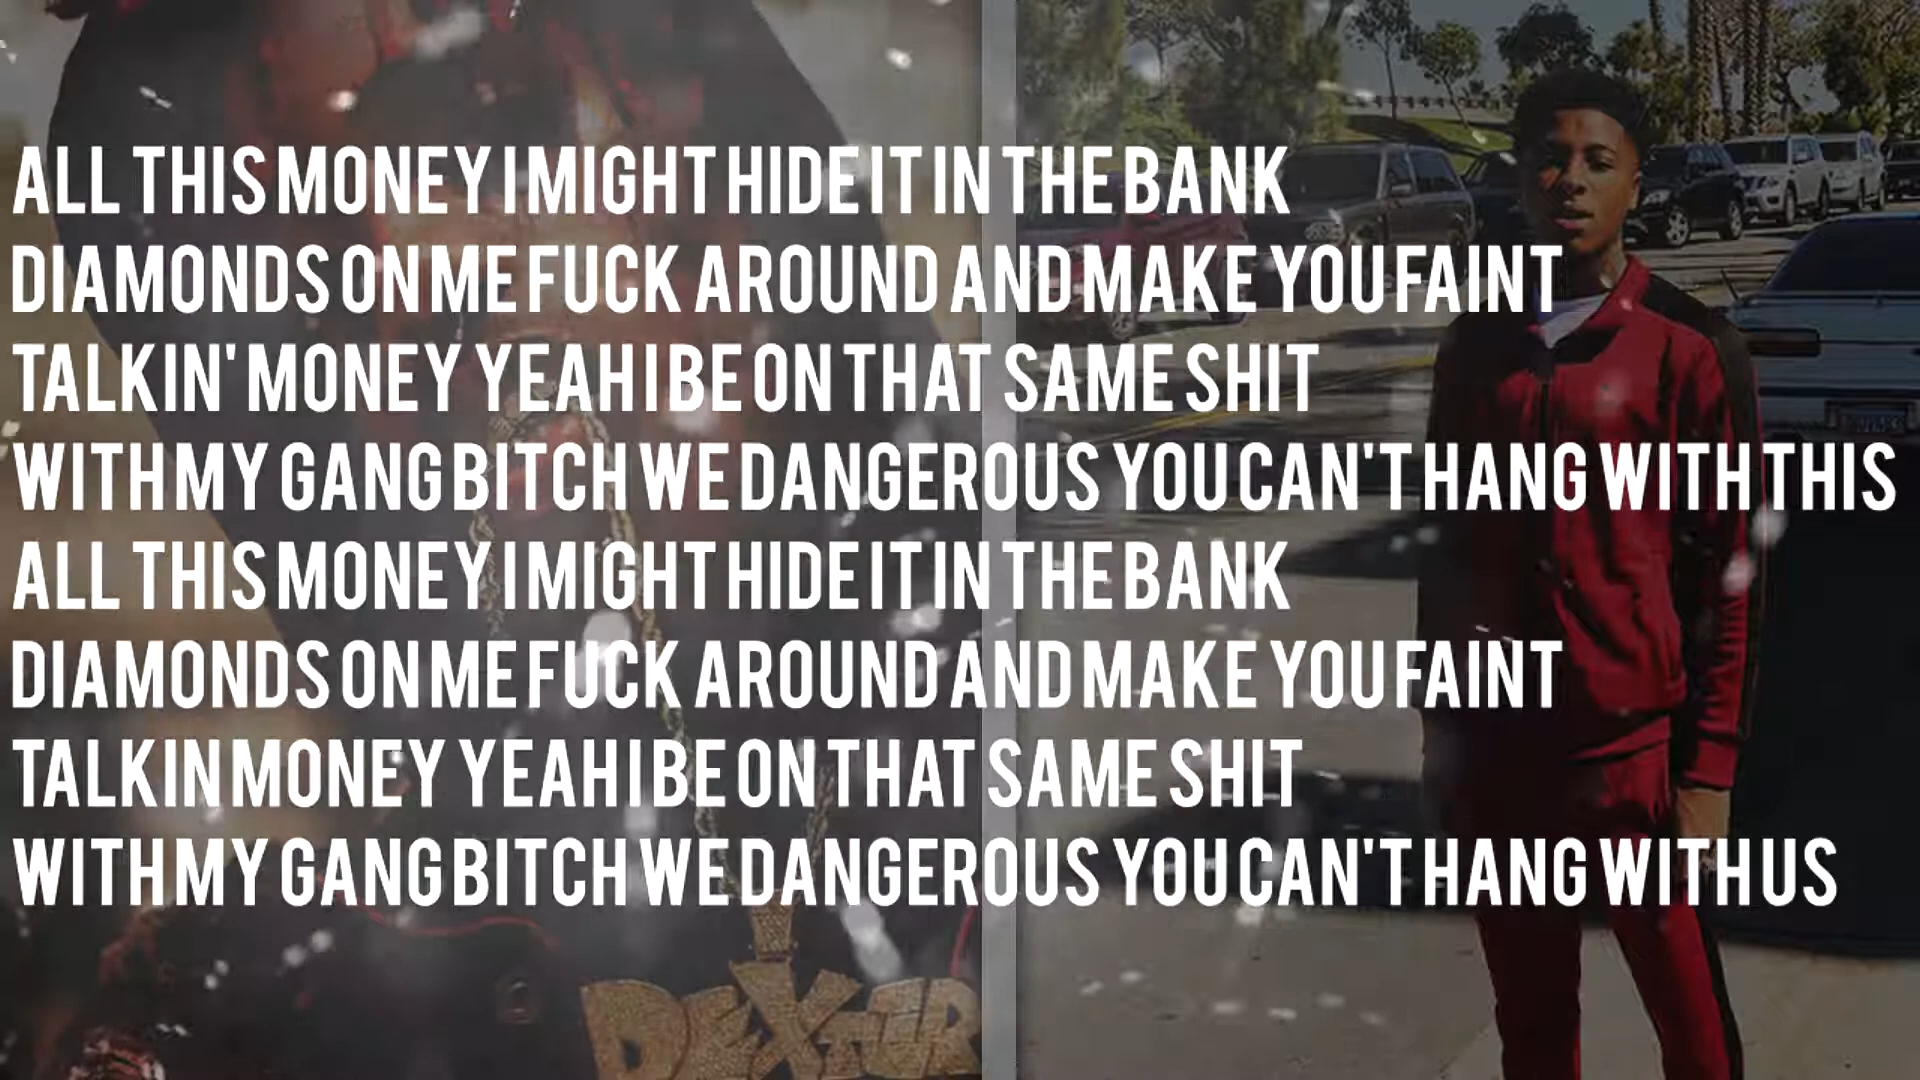 ALL THIS MONEY I MIGHT HIDE IT IN THE BANK
DIAMONDS ON ME FUCK AROUND AND MAKE YOU FAINT
TALKIN' MONEY YEAH I BE ON THAT SAME SHIT
WITH MY GANG BITCH WE DANGEROUS YOU CAN'T HANG WITH THIS
ALL THIS MONEY I MIGHT HIDE IT IN THE BANK
DIAMONDS ON ME FUCK AROUND AND MAKE YOU FAINT
TALKIN MONEY YEAH I BE ON THAT SAME SHIT
WITH MY GANG BITCH WE DANGEROUS YOU CAN'T HANG WITH US
DEXTER